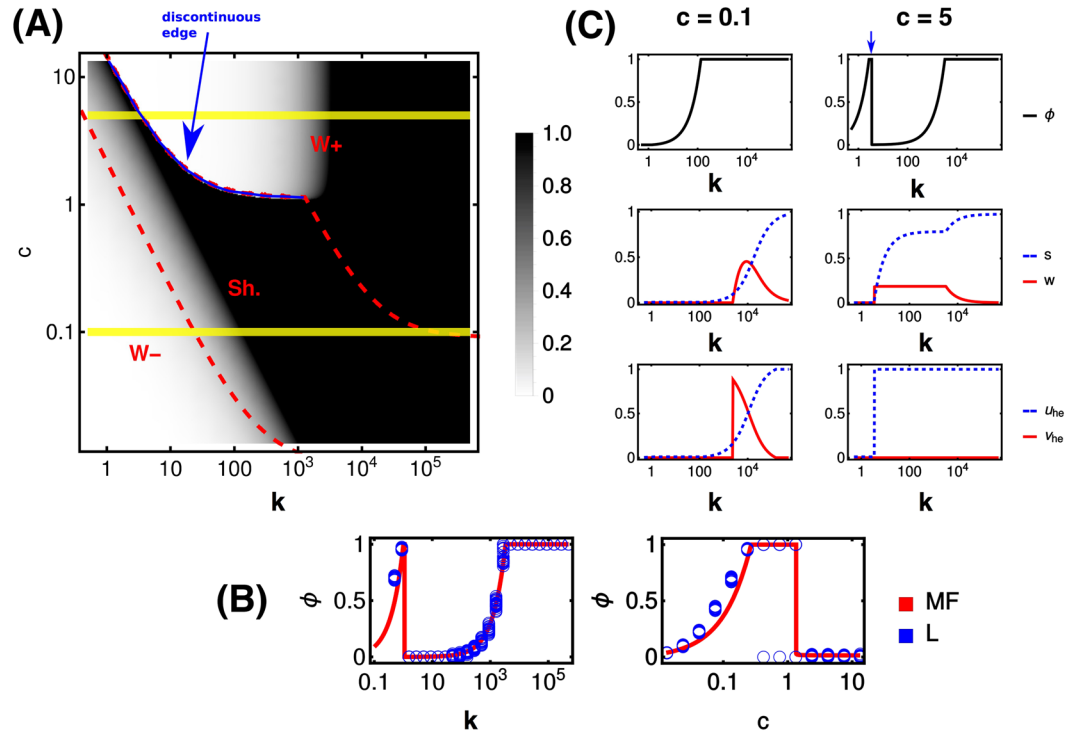 (A)
discontinuous
edge
10
1
0.1
c
W+
Sh.
W−
1 10 100 10³ 10⁴ 10⁵
k
1.0
0.8
0.6
0.4
0.2
0
(C)
c = 0.1 c = 5
1
0.5
0
1 100 10⁴
k
1
0.5
0
1 100 10⁴
k
ϕ
1
0.5
0
1 100 10⁴
k
1
0.5
0
1 100 10⁴
k
s
w
1
0.5
0
1 100 10⁴
k
1
0.5
0
1 100 10⁴
k
u_he
v_he
(B)
ϕ
1
0.5
0
0.1 10 10³ 10⁵
k
ϕ
1
0.5
0
0.1 1 10
c
MF
L